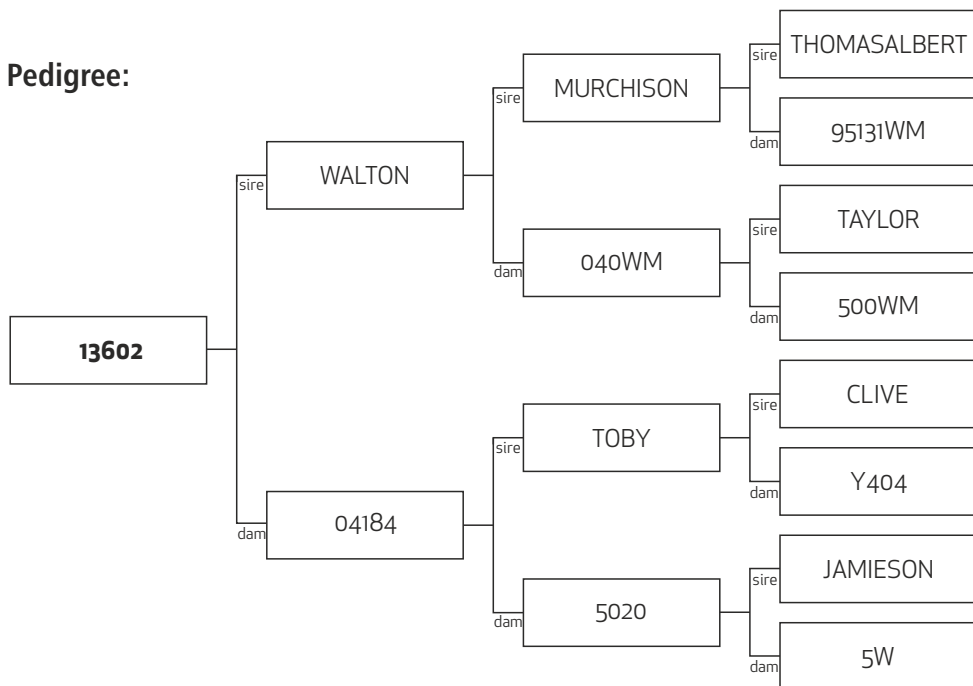 Pedigree:
13602
sire
WALTON
dam
04184
sire
MURCHISON
dam
040WM
sire
TOBY
dam
5020
sire
THOMASALBERT
dam
95131WM
sire
TAYLOR
dam
500WM
sire
CLIVE
dam
Y404
sire
JAMIESON
dam
5W